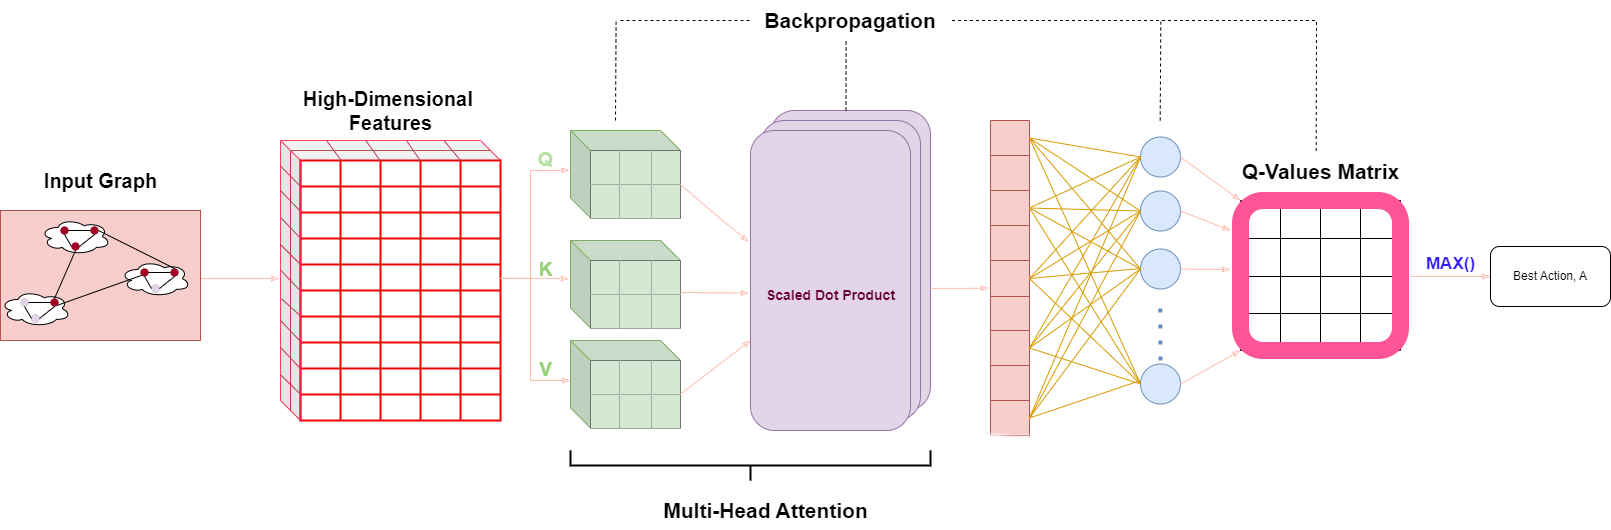 Backpropagation
High-Dimensional
Features
Input Graph
Q
K
V
Scaled Dot Product
Q-Values Matrix
MAX()
Best Action, A
Multi-Head Attention